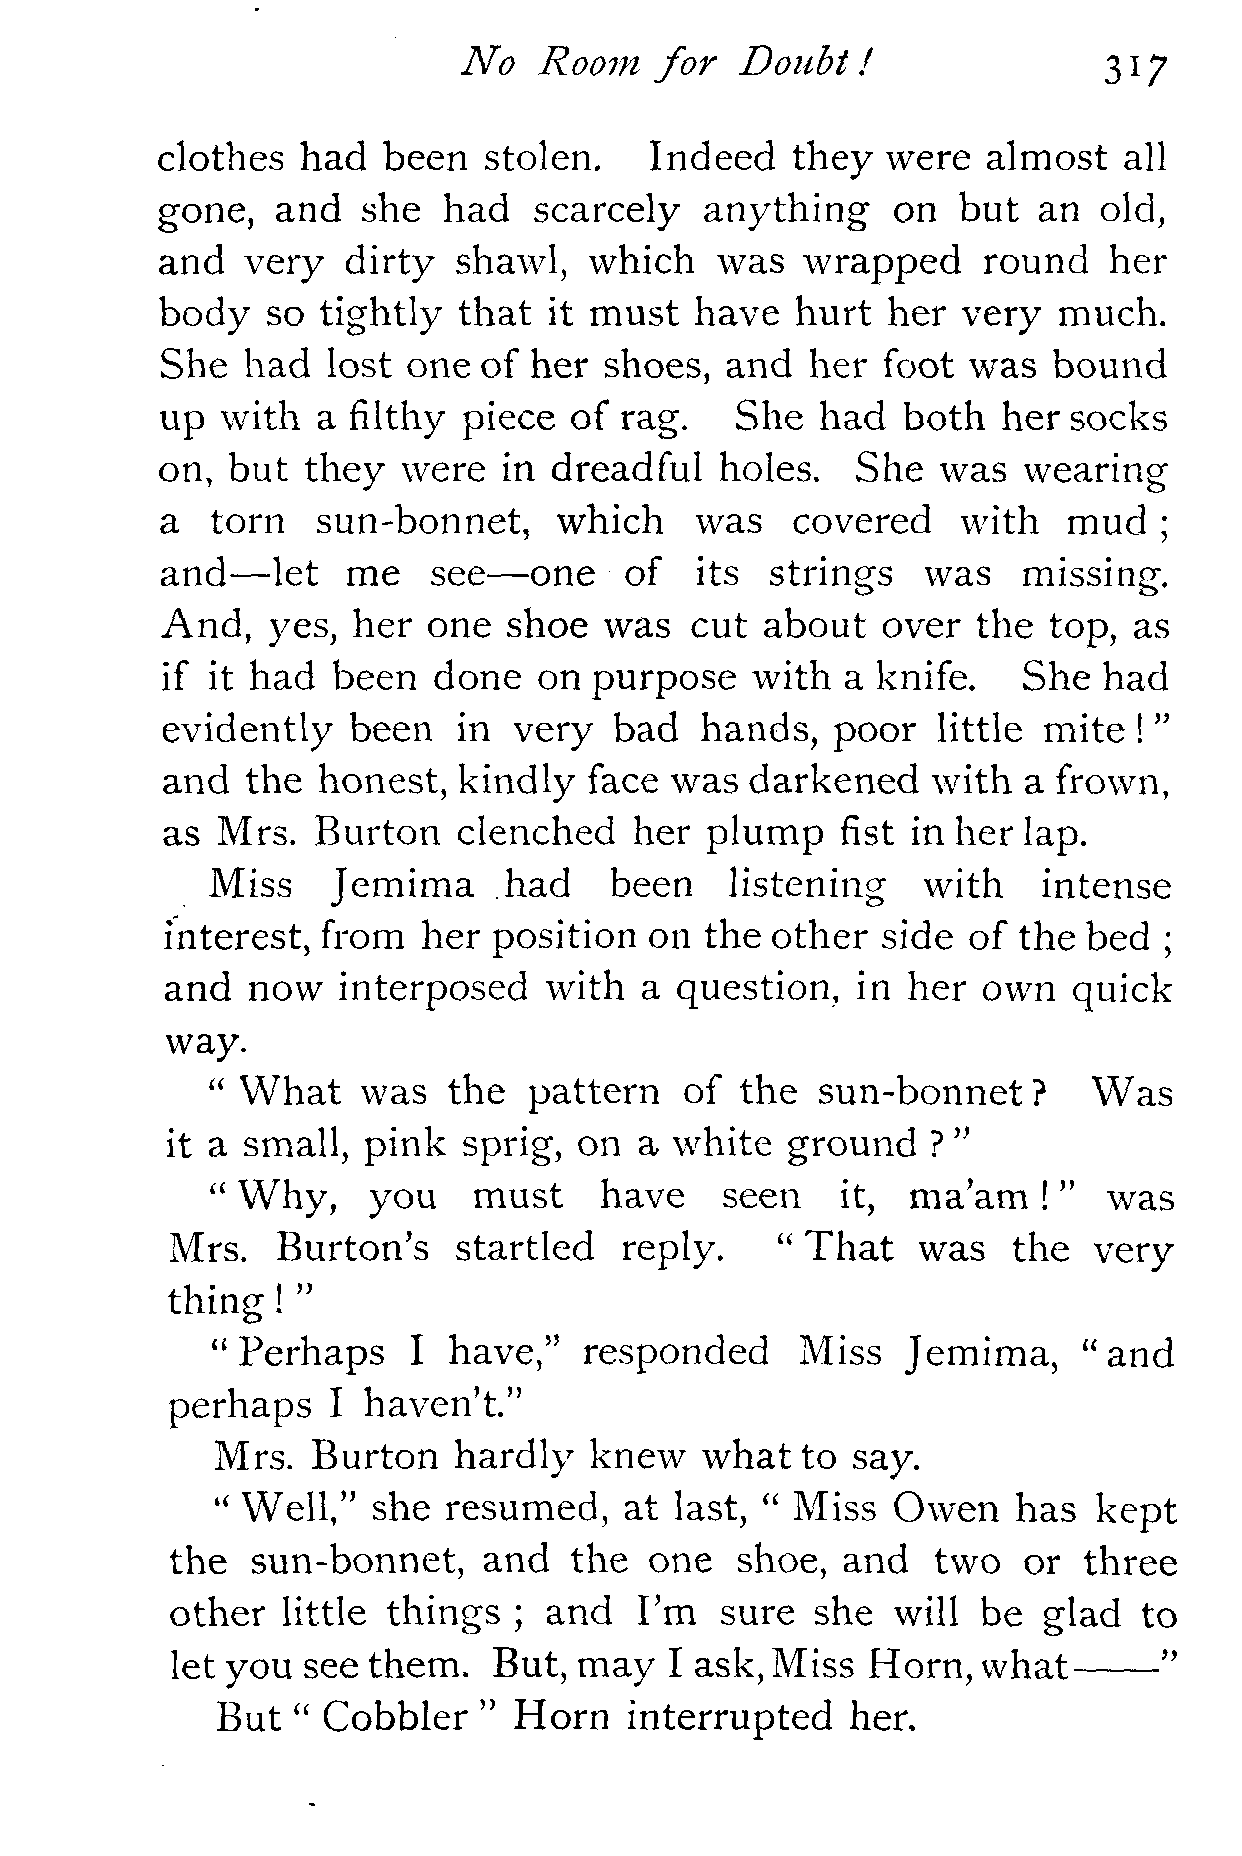 No Room for Doubt! 317
clothes had been stolen. Indeed they were almost all
gone, and she had scarcely anything on but an old,
and very dirty shawl, which was wrapped round her
body so tightly that it must have hurt her very much.
She had lost one of her shoes, and her foot was bound
up with a filthy piece of rag. She had both her socks
on, but they were in dreadful holes. She was wearing
a torn sun-bonnet, which was covered with mud ;
and—let me see—one of its strings was missing.
And, yes, her one shoe was cut about over the top, as
if it had been done on purpose with a knife. She had
evidently been in very bad hands, poor little mite ! ”
and the honest, kindly face was darkened with a frown,
as Mrs. Burton clenched her plump fist in her lap.
Miss Jemima had been listening with intense
interest, from her position on the other side of the bed ;
and now interposed with a question, in her own quick
way.
“ What was the pattern of the sun-bonnet ? Was
it a small, pink sprig, on a white ground ? ”
“ Why, you must have seen it, ma’am ! ” was
Mrs. Burton’s startled reply. “ That was the very
thing ! ”
“ Perhaps I have,” responded Miss Jemima, “ and
perhaps I haven’t.”
Mrs. Burton hardly knew what to say.
“ Well,” she resumed, at last, “ Miss Owen has kept
the sun-bonnet, and the one shoe, and two or three
other little things ; and I’m sure she will be glad to
let you see them. But, may I ask, Miss Horn, what——”
But “ Cobbler ” Horn interrupted her.